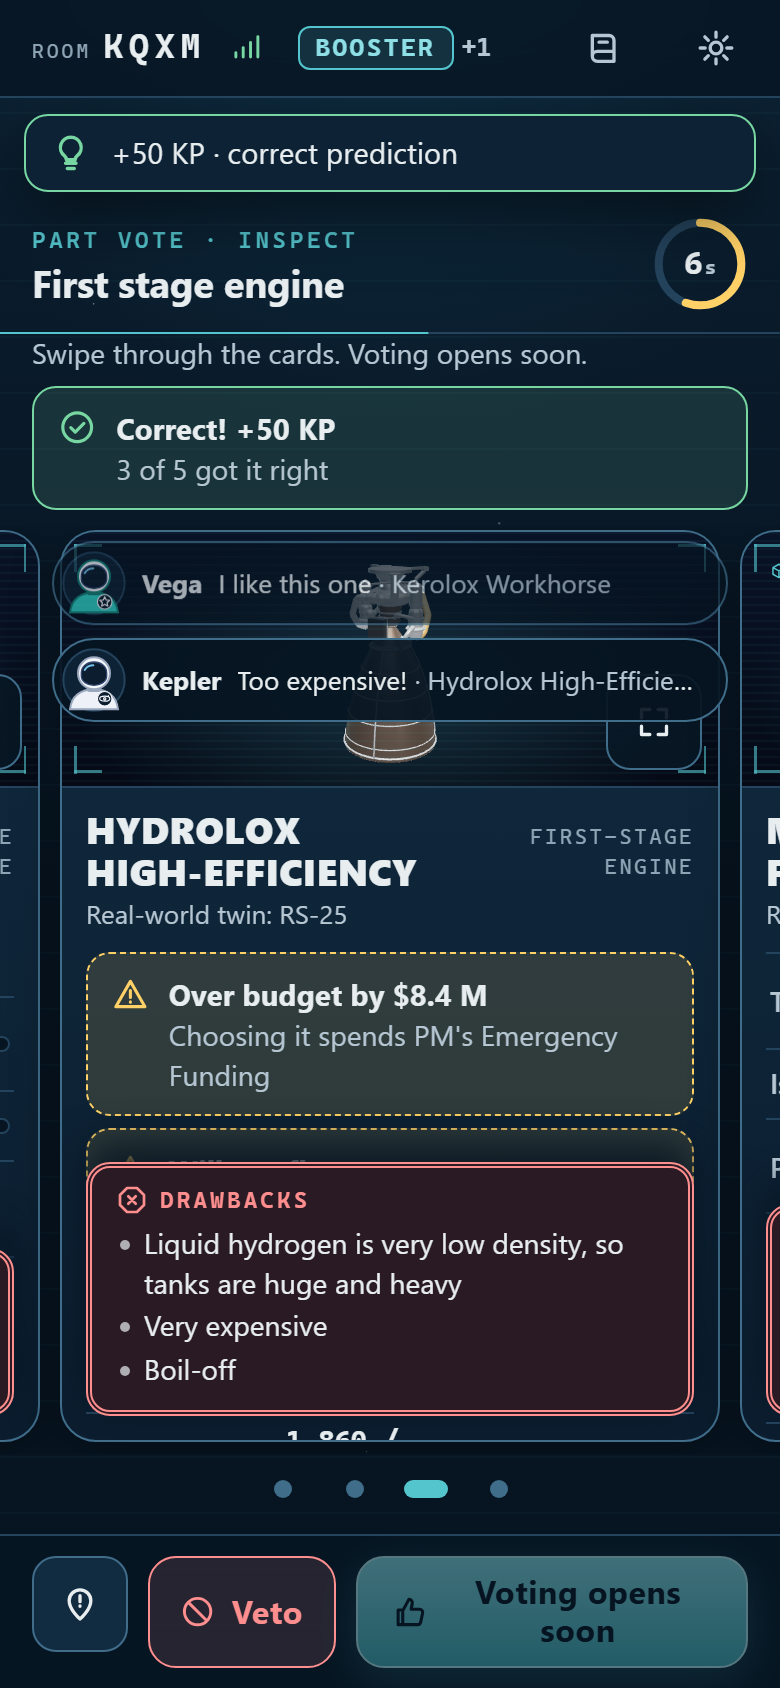 ROOM KQXM BOOSTER +1
+50 KP · correct prediction
PART VOTE · INSPECT
First stage engine
6s
Swipe through the cards. Voting opens soon.
Correct! +50 KP
3 of 5 got it right
Vega I like this one · Kerolox Workhorse
Kepler Too expensive! · Hydrolox High-Efficie...
HYDROLOX
HIGH-EFFICIENCY
FIRST-STAGE
ENGINE
Real-world twin: RS-25
Over budget by $8.4 M
Choosing it spends PM's Emergency
Funding
DRAWBACKS
Liquid hydrogen is very low density, so
tanks are huge and heavy
Very expensive
Boil-off
1 860 /
Veto
Voting opens
soon